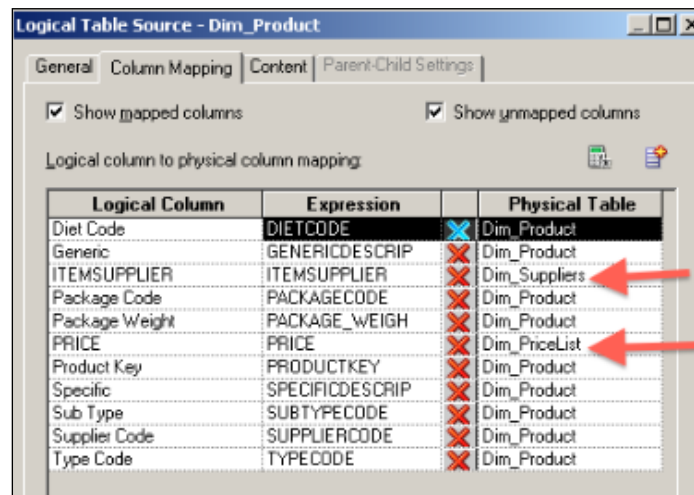 Logical Table Source - Dim_Product
General Column Mapping Content Parent-Child Settings
Show mapped columns Show unmapped columns
Logical column to physical column mapping:
Logical Column Expression Physical Table
Diet Code DIETCODE Dim_Product
Generic GENERICDESCRIP Dim_Product
ITEMSUPPLIER ITEMSUPPLIER Dim_Suppliers
Package Code PACKAGECODE Dim_Product
Package Weight PACKAGE_WEIGH Dim_Product
PRICE PRICE Dim_PriceList
Product Key PRODUCTKEY Dim_Product
Specific SPECIFICDESCRIP Dim_Product
Sub Type SUBTYPECODE Dim_Product
Supplier Code SUPPLIERCODE Dim_Product
Type Code TYPECODE Dim_Product